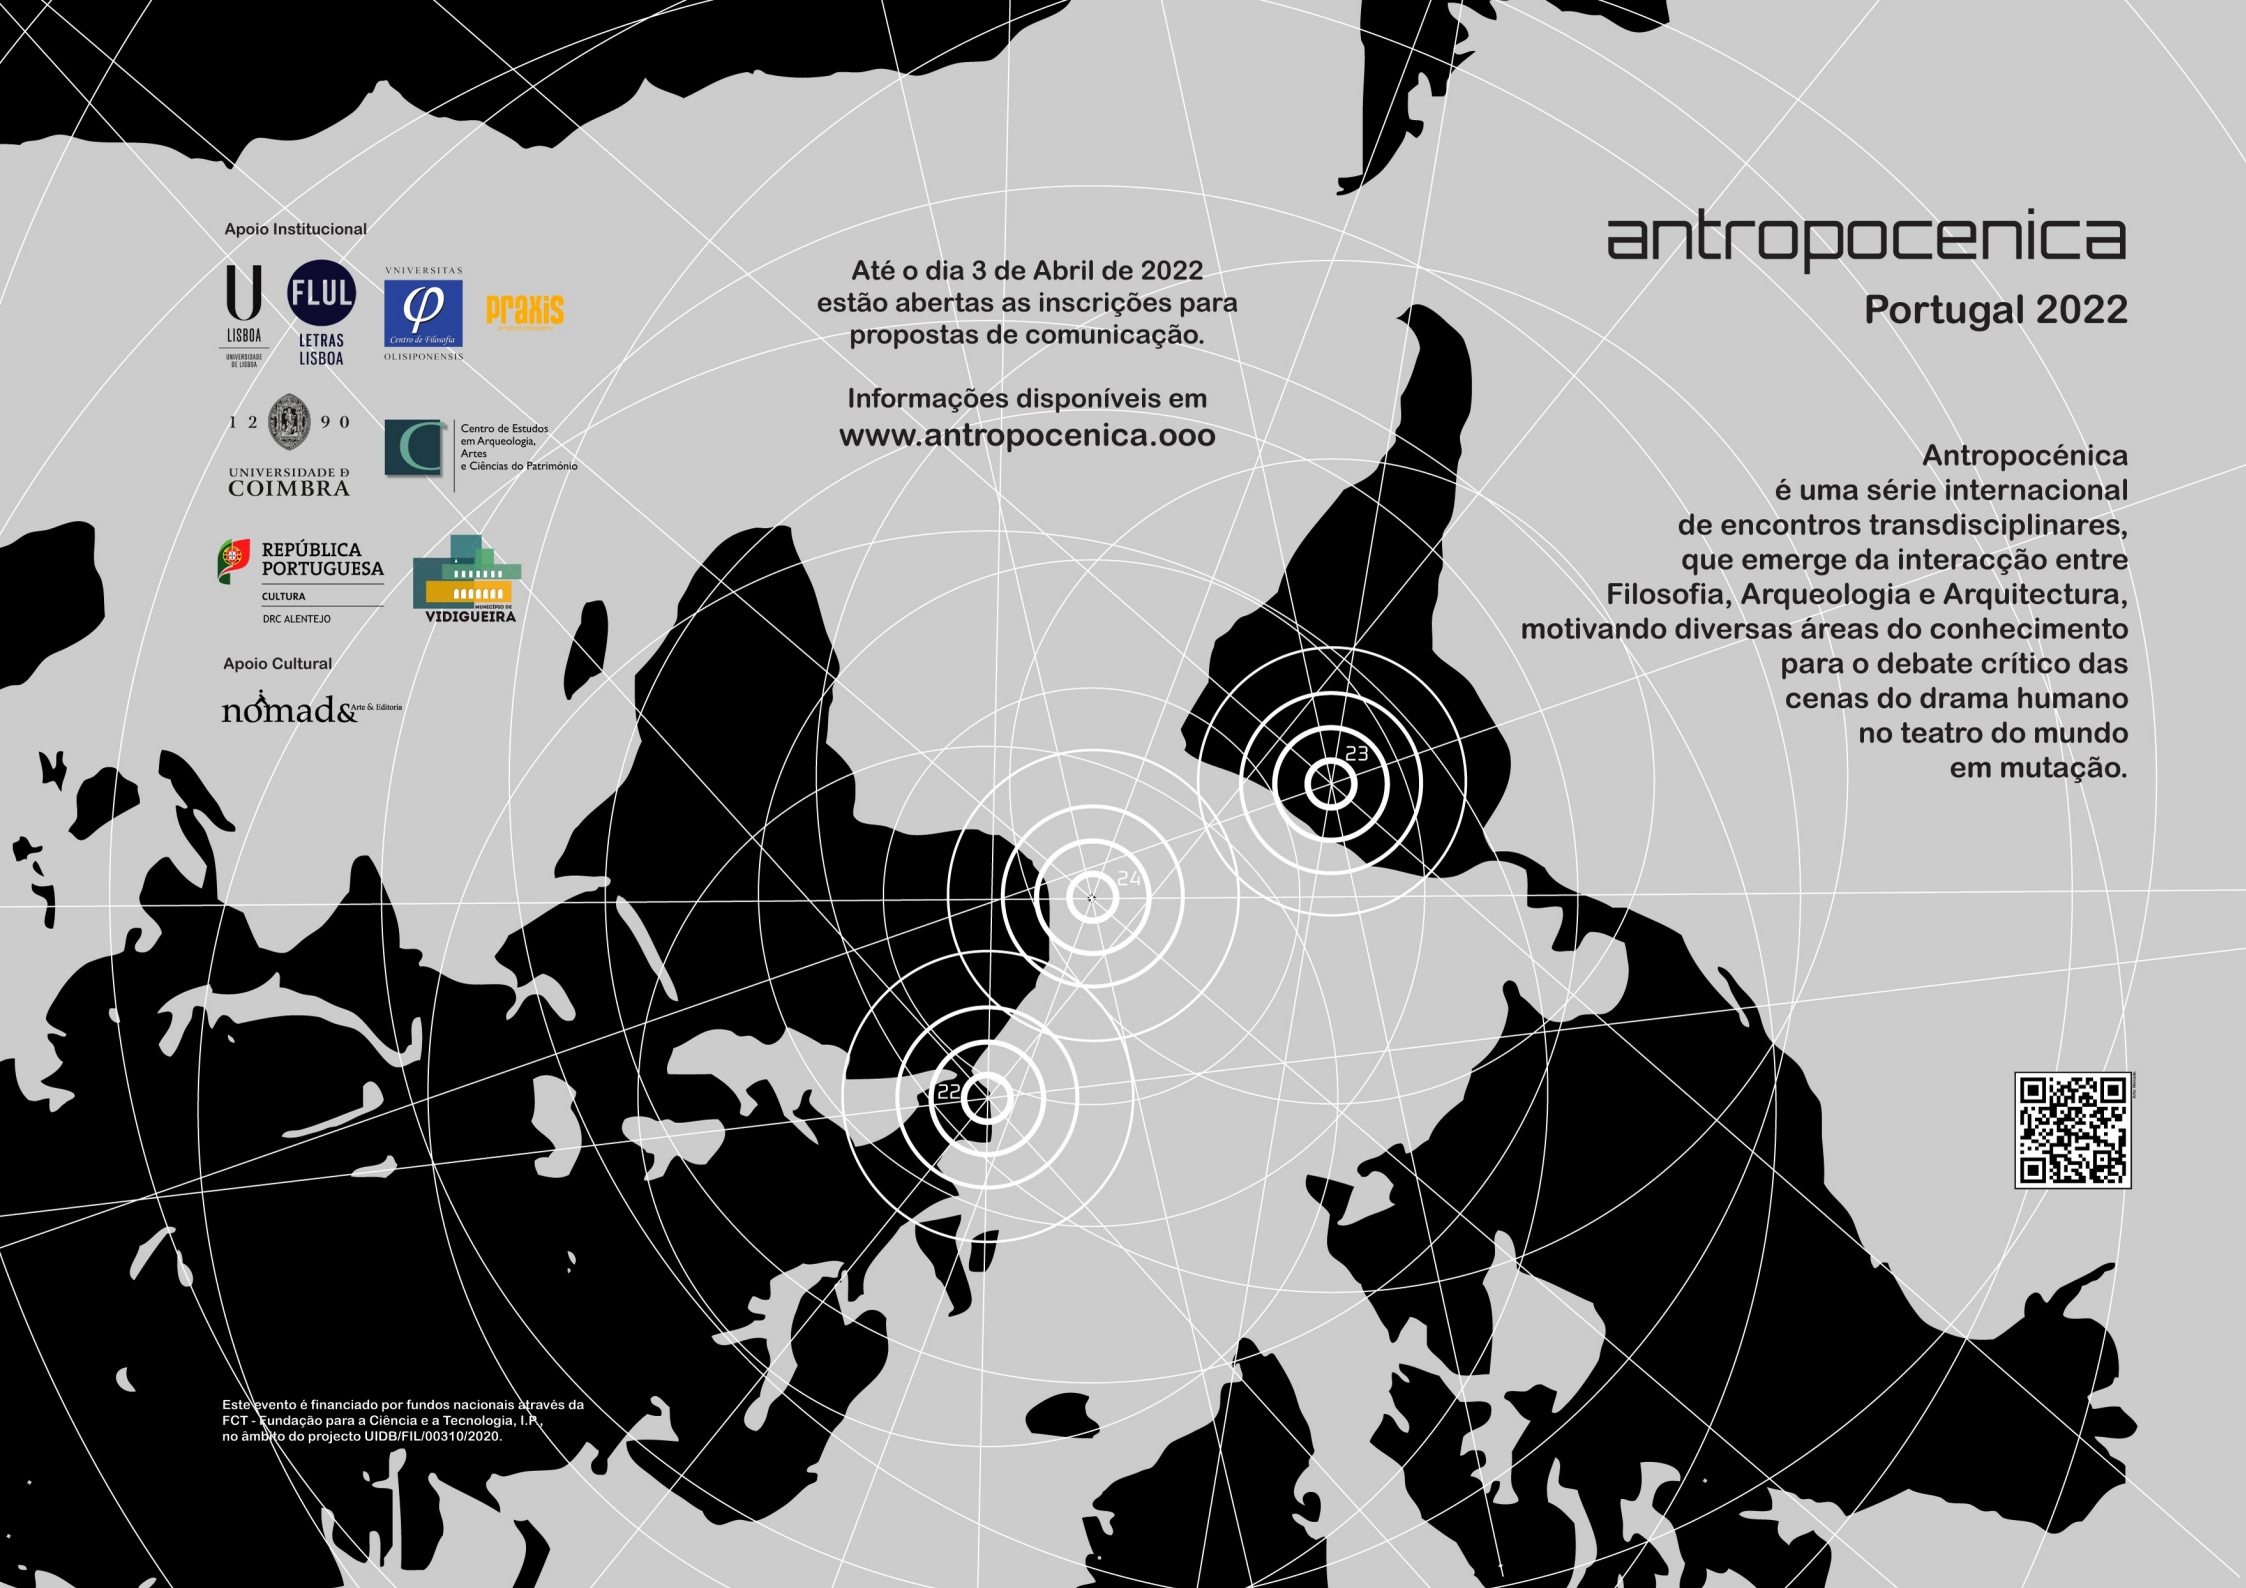 antropocenica
Portugal 2022
Antropocénica
é uma série internacional
de encontros transdisciplinares,
que emerge da interacção entre
Filosofia, Arqueologia e Arquitectura,
motivando diversas áreas do conhecimento
para o debate crítico das
cenas do drama humano
no teatro do mundo
em mutação.
Até o dia 3 de Abril de 2022
estão abertas as inscrições para
propostas de comunicação.
Informações disponíveis em
www.antropocenica.ooo
Apoio Institucional
U
LISBOA
UNIVERSIDADE
DE LISBOA
FLUL
LETRAS
LISBOA
VNIVERSITAS
φ
Centro de Filosofia
OLISIPONENSIS
praxis
1 2 9 0
UNIVERSIDADE Đ
COIMBRA
C
Centro de Estudos
em Arqueologia,
Artes
e Ciências do Património
REPÚBLICA
PORTUGUESA
CULTURA
DRC ALENTEJO
MUNICÍPIO DE
VIDIGUEIRA
Apoio Cultural
nómad& Arte & Editoria
23
24
22
Este evento é financiado por fundos nacionais através da
FCT - Fundação para a Ciência e a Tecnologia, I.P.,
no âmbito do projecto UIDB/FIL/00310/2020.